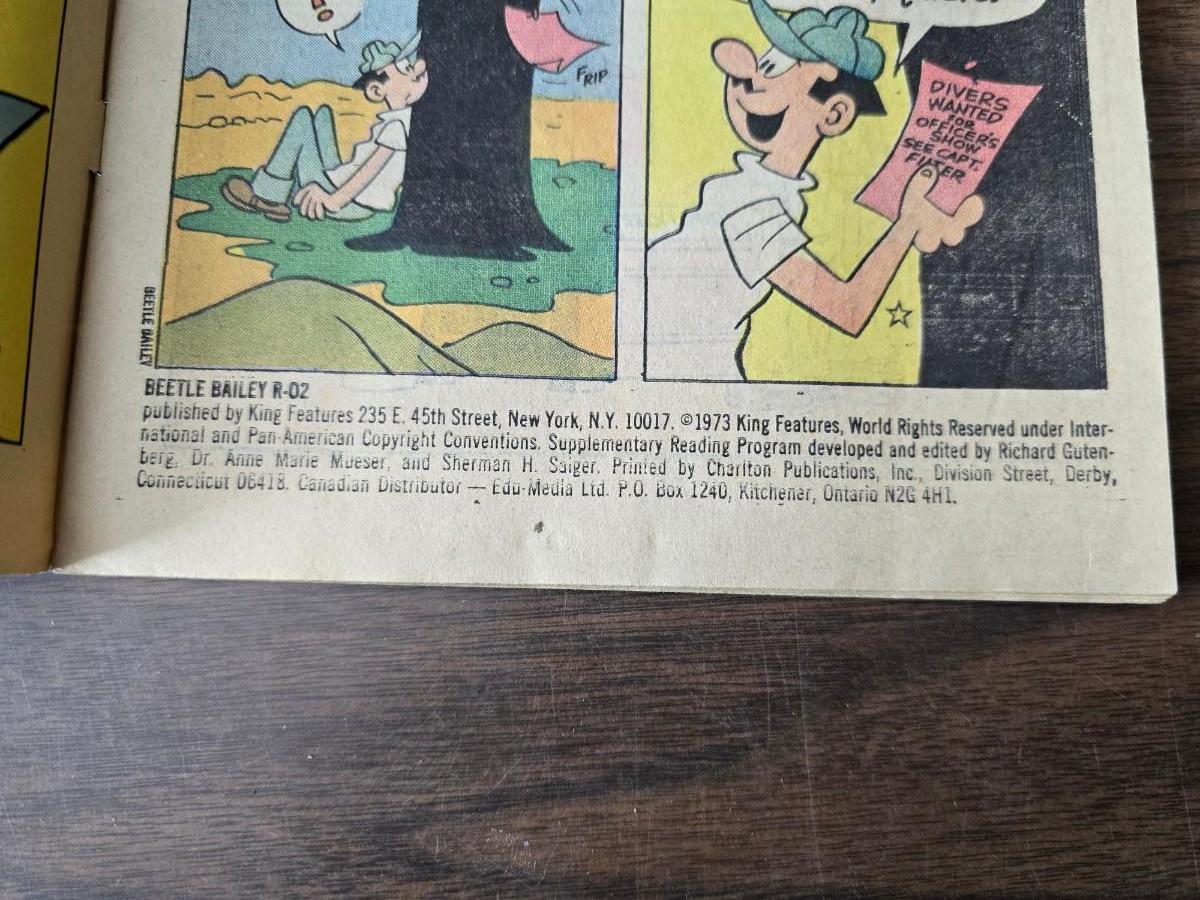 FRIP
DIVERS
WANTED
FOR
OFFICER'S
SHOW
SEE CAPT.
BEETLE BAILEY
BEETLE BAILEY R-02
published by King Features 235 E. 45th Street, New York, N.Y. 10017. ©1973 King Features, World Rights Reserved under Inter-
national and Pan-American Copyright Conventions. Supplementary Reading Program developed and edited by Richard Guten-
berg, Dr. Anne Marie Mueser, and Sherman H. Saiger. Printed by Charlton Publications, Inc., Division Street, Derby,
Connecticut 06418. Canadian Distributor — Edu-Media Ltd. P.O. Box 1240, Kitchener, Ontario N2G 4H1.